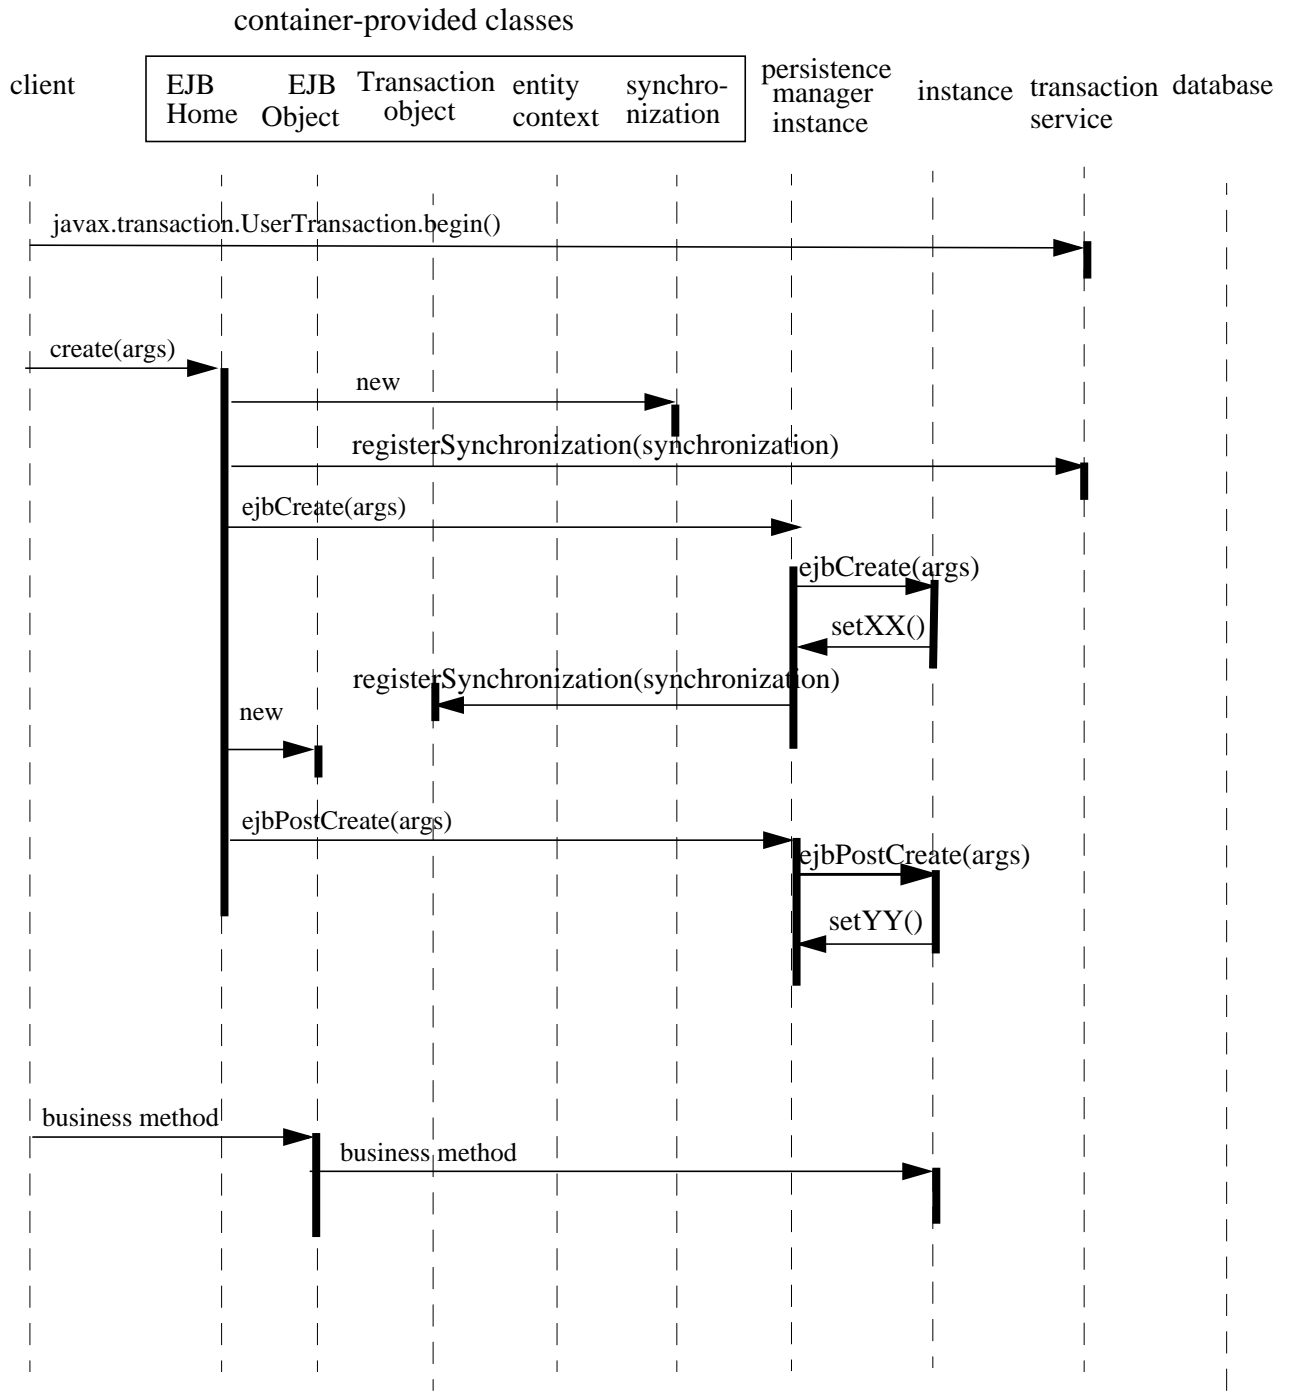 container-provided classes
client
EJB
Home
EJB
Object
Transaction
object
entity
context
synchro-
nization
persistence
manager
instance
instance
transaction
service
database
javax.transaction.UserTransaction.begin()
create(args)
new
registerSynchronization(synchronization)
ejbCreate(args)
ejbCreate(args)
setXX()
registerSynchronization(synchronization)
new
ejbPostCreate(args)
ejbPostCreate(args)
setYY()
business method
business method